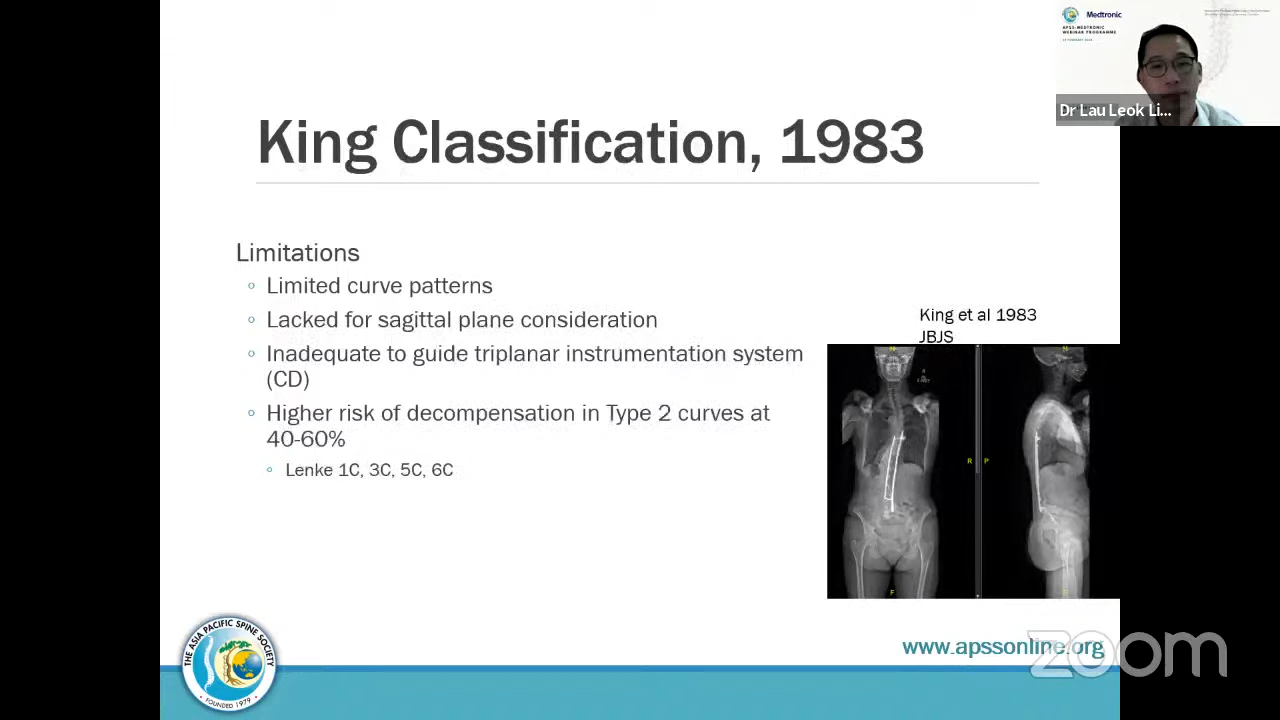 Medtronic
APSS-MEDTRONIC
WEBINAR PROGRAMME
Dr Lau Leok Li...
King Classification, 1983
Limitations
Limited curve patterns
Lacked for sagittal plane consideration
Inadequate to guide triplanar instrumentation system
(CD)
Higher risk of decompensation in Type 2 curves at
40-60%
Lenke 1C, 3C, 5C, 6C
King et al 1983
JBJS
R
R P
F
THE ASIA PACIFIC SPINE SOCIETY
FOUNDED 1979
www.apssonline.org
zoom